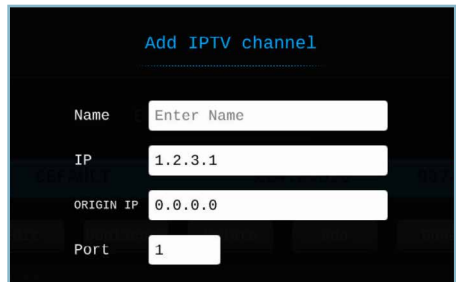 Add IPTV channel
Name Enter Name
IP 1.2.3.1
ORIGIN IP 0.0.0.0
Port 1